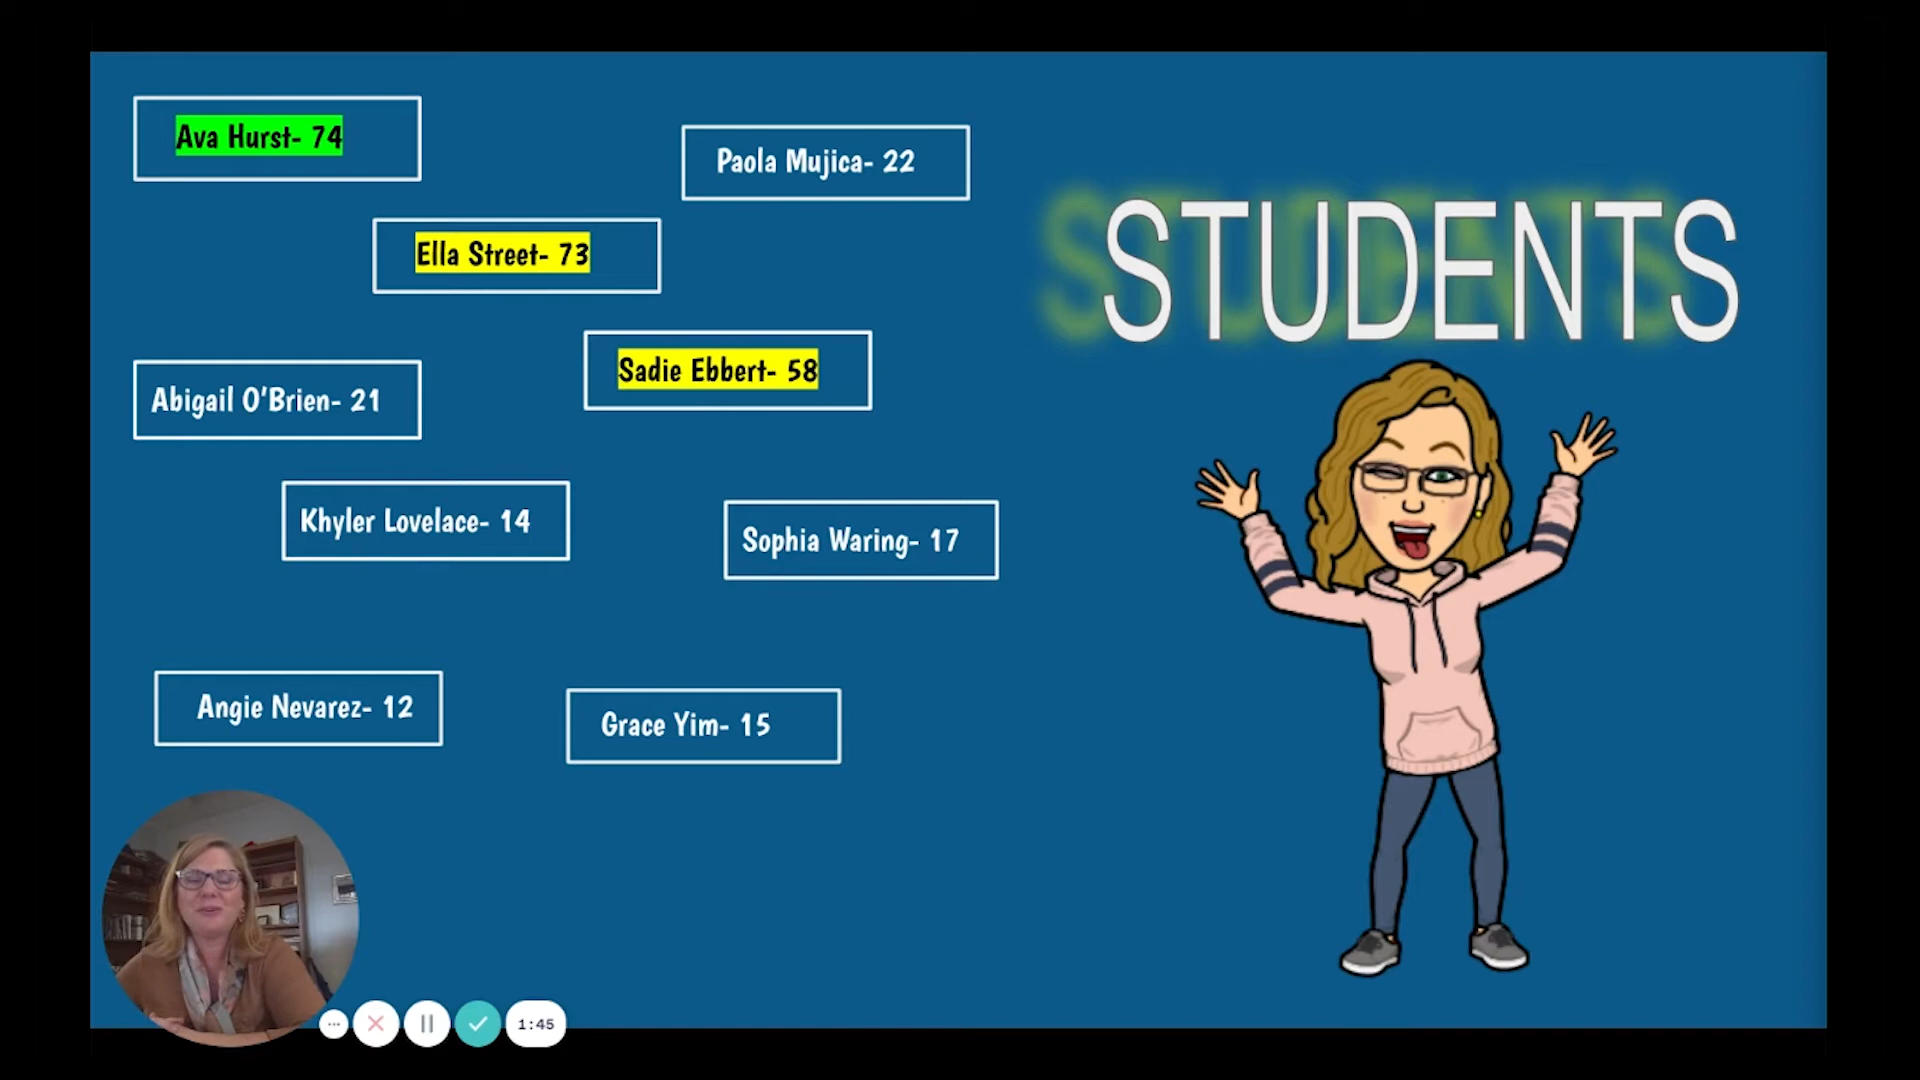 Ava Hurst- 74
Paola Mujica- 22
Ella Street- 73
STUDENTS
Sadie Ebbert- 58
Abigail O'Brien- 21
Khyler Lovelace- 14
Sophia Waring- 17
Angie Nevarez- 12
Grace Yim- 15
1:45